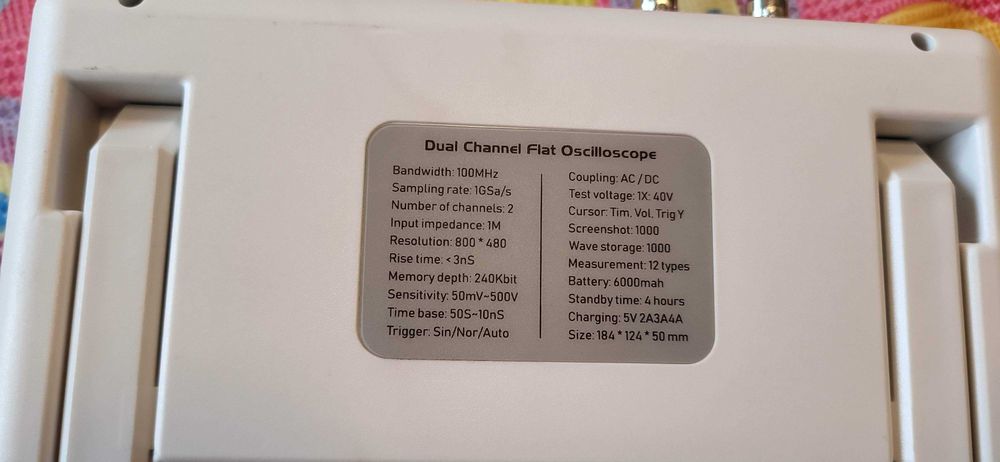 Dual Channel Flat Oscilloscope
Bandwidth: 100MHz
Sampling rate: 1GSa/s
Number of channels: 2
Input impedance: 1M
Resolution: 800 * 480
Rise time: < 3nS
Memory depth: 240Kbit
Sensitivity: 50mV~500V
Time base: 50S~10nS
Trigger: Sin/Nor/Auto
Coupling: AC / DC
Test voltage: 1X: 40V
Cursor: Tim, Vol, Trig Y
Screenshot: 1000
Wave storage: 1000
Measurement: 12 types
Battery: 6000mah
Standby time: 4 hours
Charging: 5V 2A3A4A
Size: 184 * 124 * 50 mm